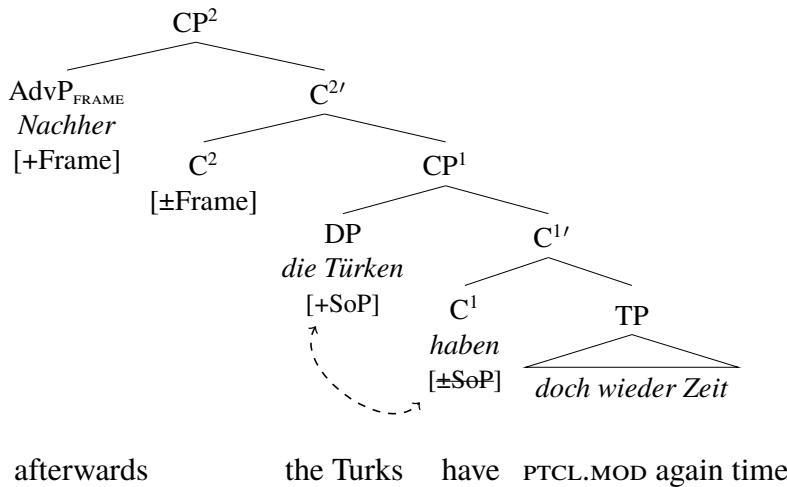 CP²
AdvP_FRAME C²′
Nachher
[+Frame] C² CP¹
[±Frame]
DP C¹′
die Türken
[+SoP] C¹ TP
haben
[±SoP] doch wieder Zeit
afterwards the Turks have PTCL.MOD again time